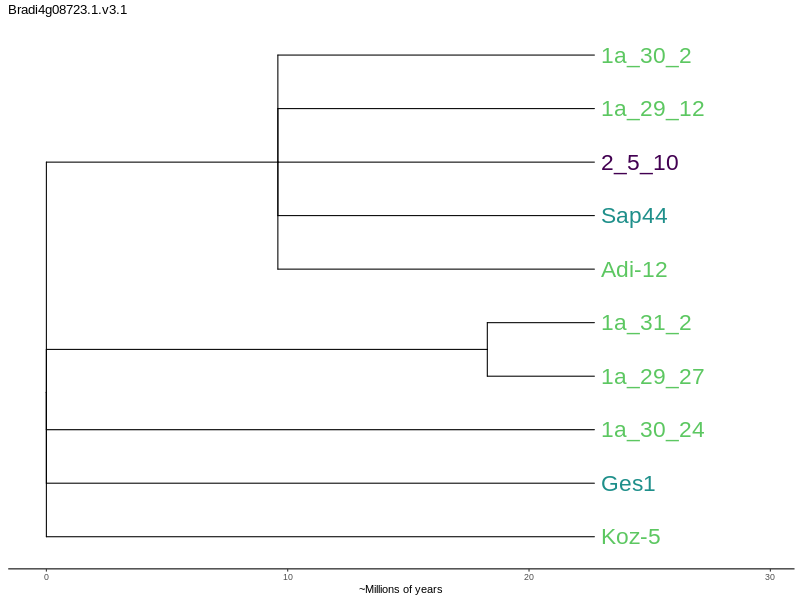 Bradi4g08723.1.v3.1
1a_30_2
1a_29_12
2_5_10
Sap44
Adi-12
1a_31_2
1a_29_27
1a_30_24
Ges1
Koz-5
0 10 20 30
~Millions of years